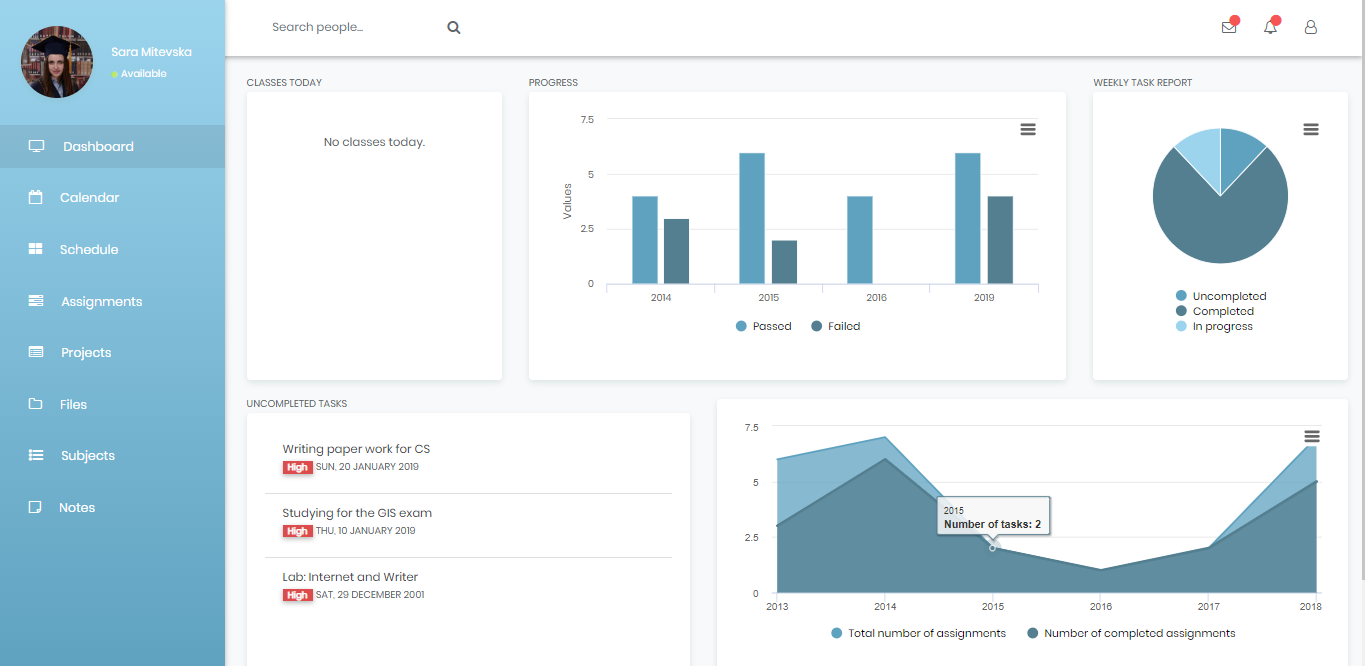 Sara Mitevska
Available
Dashboard
Calendar
Schedule
Assignments
Projects
Files
Subjects
Notes
Search people...
CLASSES TODAY
No classes today.
PROGRESS
7.5
5
2.5
0
Values
2014
2015
2016
2019
Passed
Failed
WEEKLY TASK REPORT
Uncompleted
Completed
In progress
UNCOMPLETED TASKS
Writing paper work for CS
High SUN, 20 JANUARY 2019
Studying for the GIS exam
High THU, 10 JANUARY 2019
Lab: Internet and Writer
High SAT, 29 DECEMBER 2001
7.5
5
2.5
0
2015
Number of tasks: 2
2013
2014
2015
2016
2017
2018
Total number of assignments
Number of completed assignments